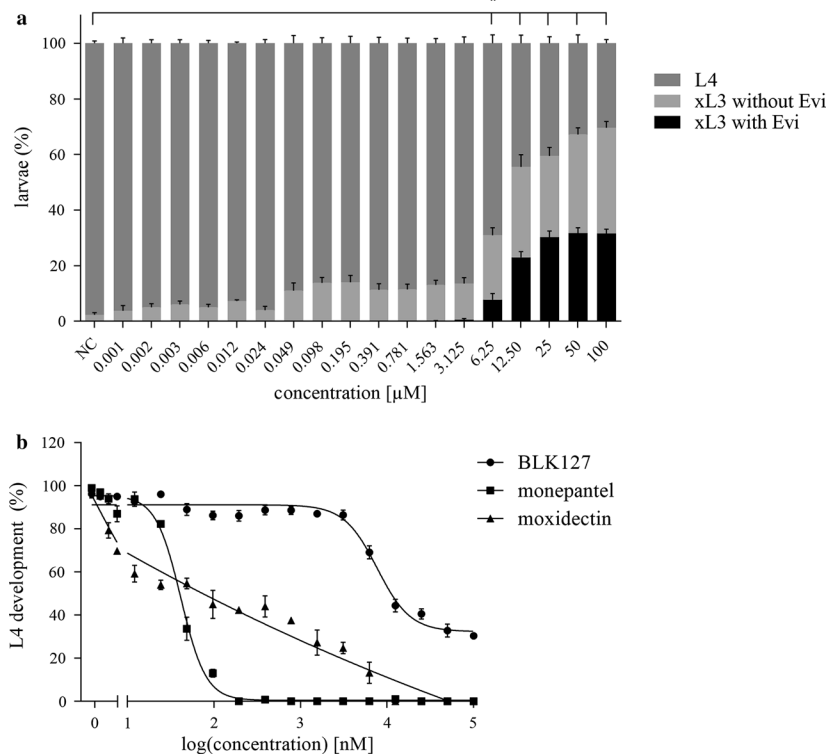 a
100
80
60
40
20
0
larvae (%)
L4
xL3 without Evi
xL3 with Evi
NC
0.001
0.002
0.003
0.006
0.012
0.024
0.049
0.098
0.195
0.391
0.781
1.563
3.125
6.25
12.50
25
50
100
concentration [µM]
b
120
100
80
60
40
20
0
L4 development (%)
BLK127
monepantel
moxidectin
0 1 2 3 4 5
log(concentration) [nM]